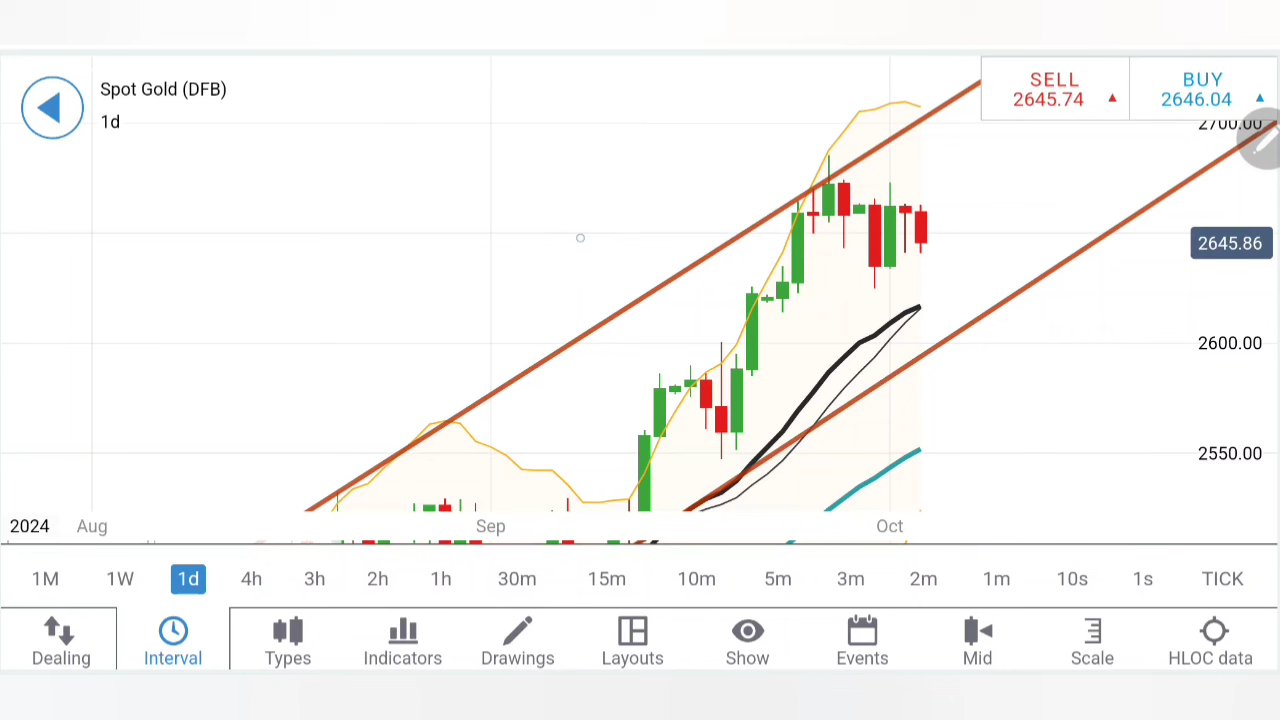 Spot Gold (DFB)
1d
SELL
2645.74
BUY
2646.04
2700.00
2645.86
2600.00
2550.00
2024 Aug Sep Oct
1M 1W 1d 4h 3h 2h 1h 30m 15m 10m 5m 3m 2m 1m 10s 1s TICK
Dealing Interval Types Indicators Drawings Layouts Show Events Mid Scale HLOC data